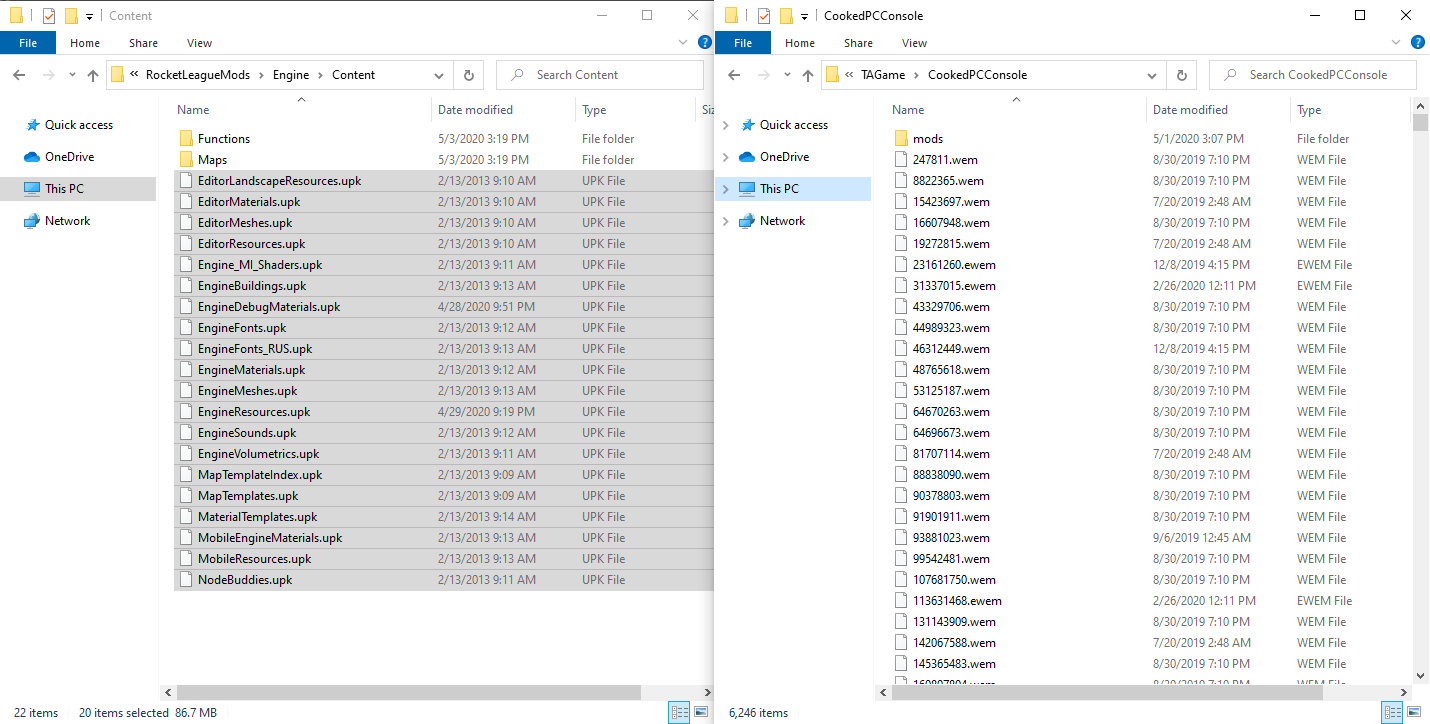 Content
File Home Share View
« RocketLeagueMods > Engine > Content
Search Content
Quick access
OneDrive
This PC
Network
Name Date modified Type Siz
Functions 5/3/2020 3:19 PM File folder
Maps 5/3/2020 3:19 PM File folder
EditorLandscapeResources.upk 2/13/2013 9:10 AM UPK File
EditorMaterials.upk 2/13/2013 9:10 AM UPK File
EditorMeshes.upk 2/13/2013 9:10 AM UPK File
EditorResources.upk 2/13/2013 9:10 AM UPK File
Engine_MI_Shaders.upk 2/13/2013 9:11 AM UPK File
EngineBuildings.upk 2/13/2013 9:13 AM UPK File
EngineDebugMaterials.upk 4/28/2020 9:51 PM UPK File
EngineFonts.upk 2/13/2013 9:12 AM UPK File
EngineFonts_RUS.upk 2/13/2013 9:13 AM UPK File
EngineMaterials.upk 2/13/2013 9:12 AM UPK File
EngineMeshes.upk 2/13/2013 9:13 AM UPK File
EngineResources.upk 4/29/2020 9:19 PM UPK File
EngineSounds.upk 2/13/2013 9:12 AM UPK File
EngineVolumetrics.upk 2/13/2013 9:11 AM UPK File
MapTemplateIndex.upk 2/13/2013 9:09 AM UPK File
MapTemplates.upk 2/13/2013 9:09 AM UPK File
MaterialTemplates.upk 2/13/2013 9:14 AM UPK File
MobileEngineMaterials.upk 2/13/2013 9:13 AM UPK File
MobileResources.upk 2/13/2013 9:13 AM UPK File
NodeBuddies.upk 2/13/2013 9:11 AM UPK File
22 items 20 items selected 86.7 MB
CookedPCConsole
File Home Share View
« TAGame > CookedPCConsole
Search CookedPCConsole
Quick access
OneDrive
This PC
Network
Name Date modified Type
mods 5/1/2020 3:07 PM File folder
247811.wem 8/30/2019 7:10 PM WEM File
8822365.wem 8/30/2019 7:10 PM WEM File
15423697.wem 7/20/2019 2:48 AM WEM File
16607948.wem 8/30/2019 7:10 PM WEM File
19272815.wem 7/20/2019 2:48 AM WEM File
23161260.ewem 12/8/2019 4:15 PM EWEM File
31337015.ewem 2/26/2020 12:11 PM EWEM File
43329706.wem 8/30/2019 7:10 PM WEM File
44989323.wem 8/30/2019 7:10 PM WEM File
46312449.wem 12/8/2019 4:15 PM WEM File
48765618.wem 8/30/2019 7:10 PM WEM File
53125187.wem 8/30/2019 7:10 PM WEM File
64670263.wem 8/30/2019 7:10 PM WEM File
64696673.wem 8/30/2019 7:10 PM WEM File
81707114.wem 7/20/2019 2:48 AM WEM File
88838090.wem 8/30/2019 7:10 PM WEM File
90378803.wem 8/30/2019 7:10 PM WEM File
91901911.wem 8/30/2019 7:10 PM WEM File
93881023.wem 9/6/2019 12:45 AM WEM File
99542481.wem 8/30/2019 7:10 PM WEM File
107681750.wem 8/30/2019 7:10 PM WEM File
113631468.ewem 2/26/2020 12:11 PM EWEM File
131143909.wem 8/30/2019 7:10 PM WEM File
142067588.wem 7/20/2019 2:48 AM WEM File
145365483.wem 8/30/2019 7:10 PM WEM File
6,246 items